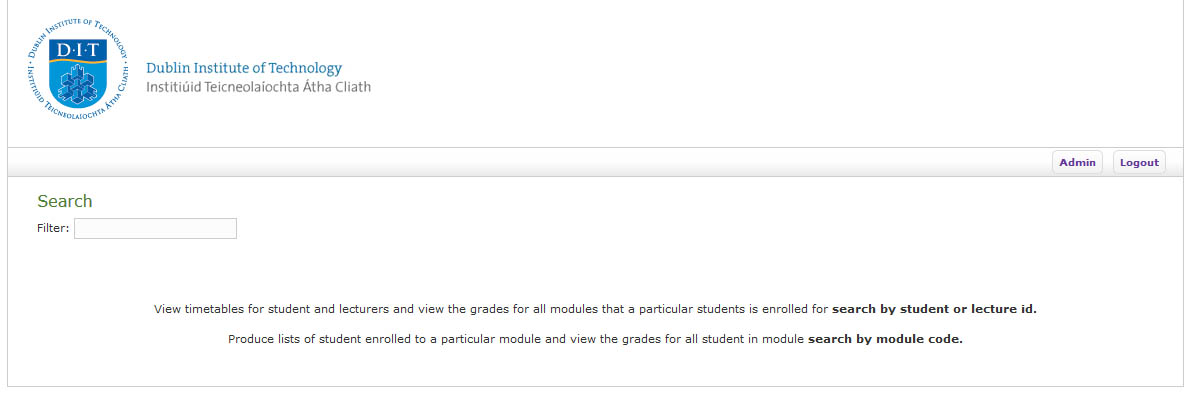 DUBLIN INSTITUTE OF TECHNOLOGY · INSTITIÚID TEICNEOLAÍOCHTA ÁTHA CLIATH ·
D·I·T
Dublin Institute of Technology
Institiúid Teicneolaíochta Átha Cliath
Admin Logout
Search
Filter:
View timetables for student and lecturers and view the grades for all modules that a particular students is enrolled for search by student or lecture id.
Produce lists of student enrolled to a particular module and view the grades for all student in module search by module code.